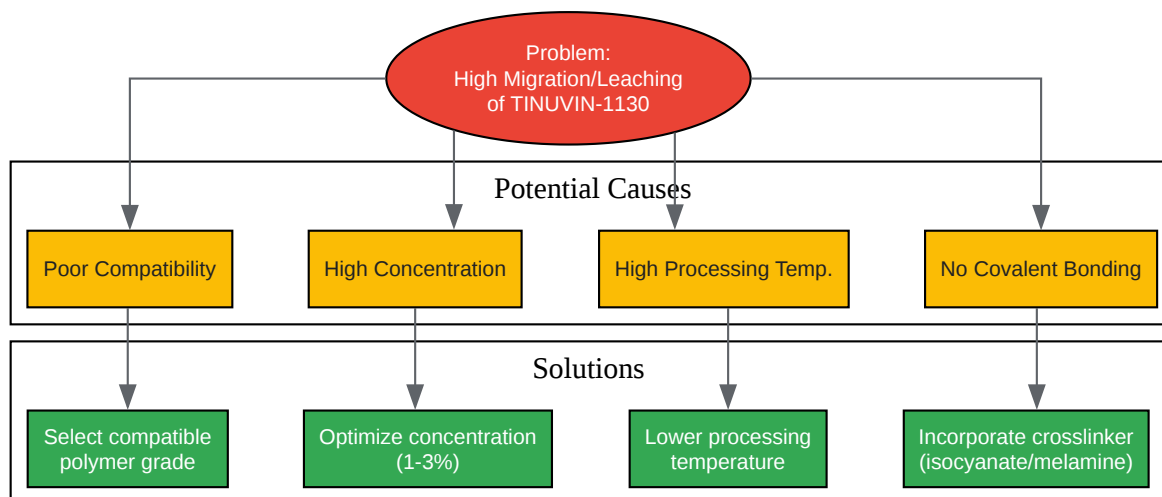 Problem:
High Migration/Leaching
of TINUVIN-1130
Potential Causes
Poor Compatibility
High Concentration
High Processing Temp.
No Covalent Bonding
Solutions
Select compatible
polymer grade
Optimize concentration
(1-3%)
Lower processing
temperature
Incorporate crosslinker
(isocyanate/melamine)